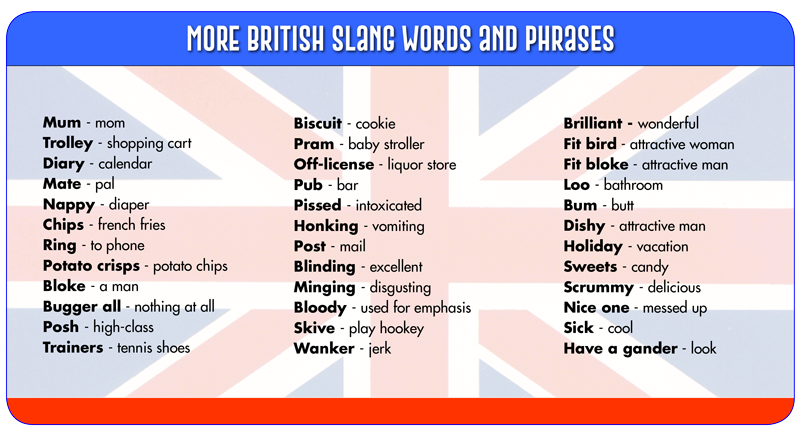 MORE BRITISH SLANG WORDS AND PHRASES
Mum - mom
Trolley - shopping cart
Diary - calendar
Mate - pal
Nappy - diaper
Chips - french fries
Ring - to phone
Potato crisps - potato chips
Bloke - a man
Bugger all - nothing at all
Posh - high-class
Trainers - tennis shoes
Biscuit - cookie
Pram - baby stroller
Off-license - liquor store
Pub - bar
Pissed - intoxicated
Honking - vomiting
Post - mail
Blinding - excellent
Minging - disgusting
Bloody - used for emphasis
Skive - play hookey
Wanker - jerk
Brilliant - wonderful
Fit bird - attractive woman
Fit bloke - attractive man
Loo - bathroom
Bum - butt
Dishy - attractive man
Holiday - vacation
Sweets - candy
Scrummy - delicious
Nice one - messed up
Sick - cool
Have a gander - look